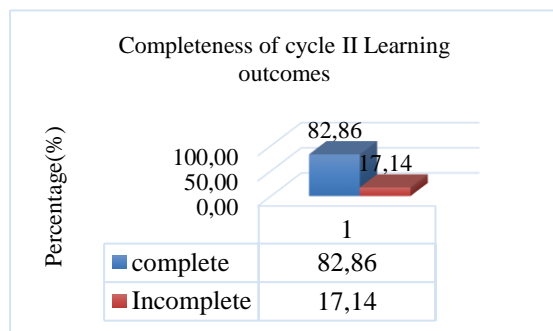 Completeness of cycle II Learning
outcomes
Percentage(%)
100,00
50,00
0,00
82,86
17,14
1
complete 82,86
Incomplete 17,14